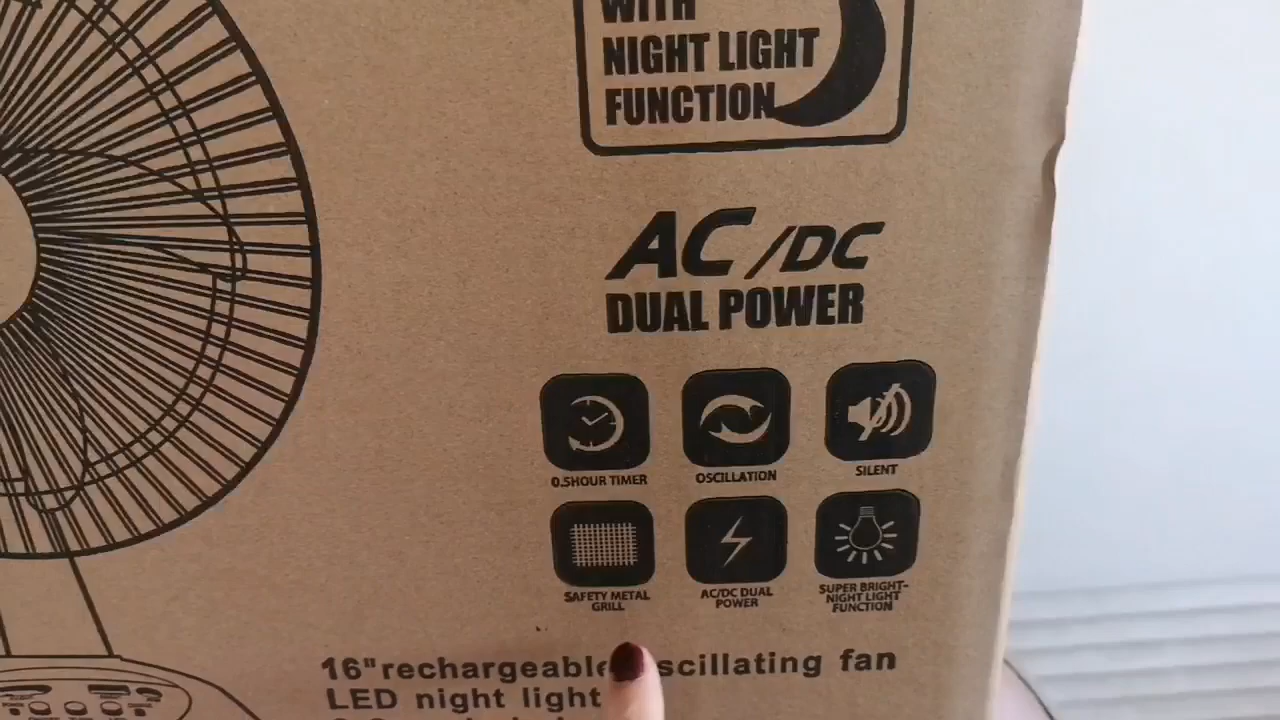 WITH
NIGHT LIGHT
FUNCTION
AC/DC
DUAL POWER
0.5HOUR TIMER
OSCILLATION
SILENT
SAFETY METAL
GRILL
AC/DC DUAL
POWER
SUPER BRIGHT-
NIGHT LIGHT
FUNCTION
16"rechargeable scillating fan
LED night light